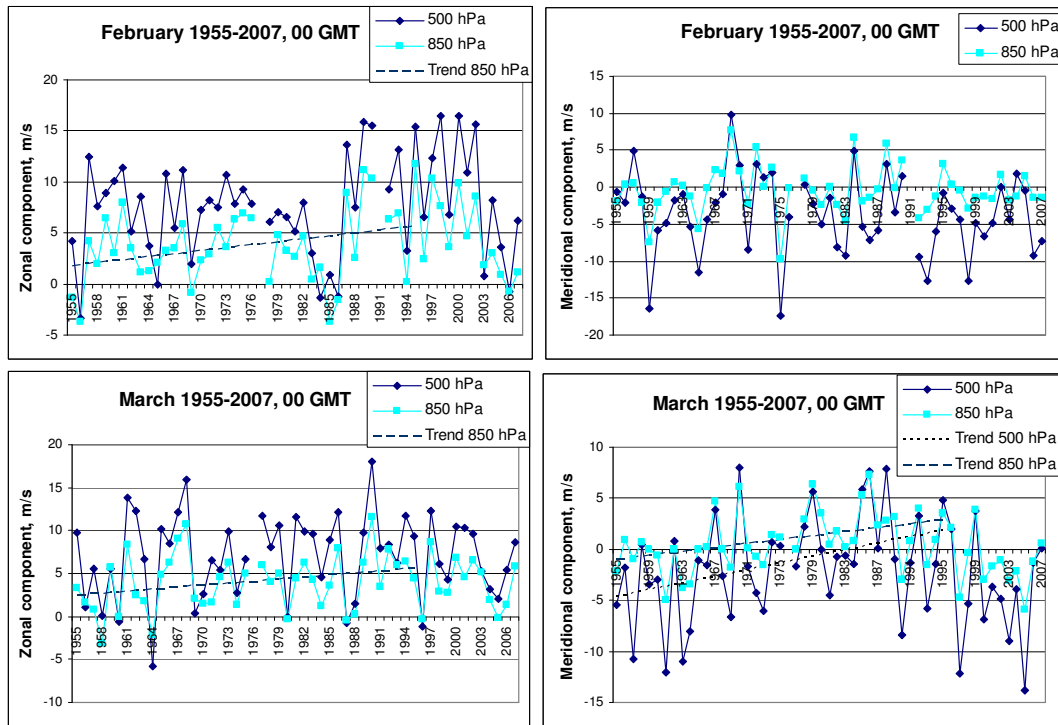 February 1955-2007, 00 GMT
500 hPa
850 hPa
Trend 850 hPa
Zonal component, m/s
20
15
10
5
0
-5
1955 1958 1961 1964 1967 1970 1973 1976 1979 1982 1985 1988 1991 1994 1997 2000 2003 2006
February 1955-2007, 00 GMT
500 hPa
850 hPa
Meridional component, m/s
15
10
5
0
-5
-10
-15
-20
1955 1959 1963 1967 1971 1975 1979 1983 1987 1991 1995 1999 2003 2007
March 1955-2007, 00 GMT
500 hPa
850 hPa
Trend 850 hPa
Zonal component, m/s
20
15
10
5
0
-5
-10
1955 1958 1961 1964 1967 1970 1973 1976 1979 1982 1985 1988 1991 1994 1997 2000 2003 2006
March 1955-2007, 00 GMT
500 hPa
850 hPa
Trend 500 hPa
Trend 850 hPa
Meridional component, m/s
10
5
0
-5
-10
-15
1955 1959 1963 1967 1971 1975 1979 1983 1987 1991 1995 1999 2003 2007